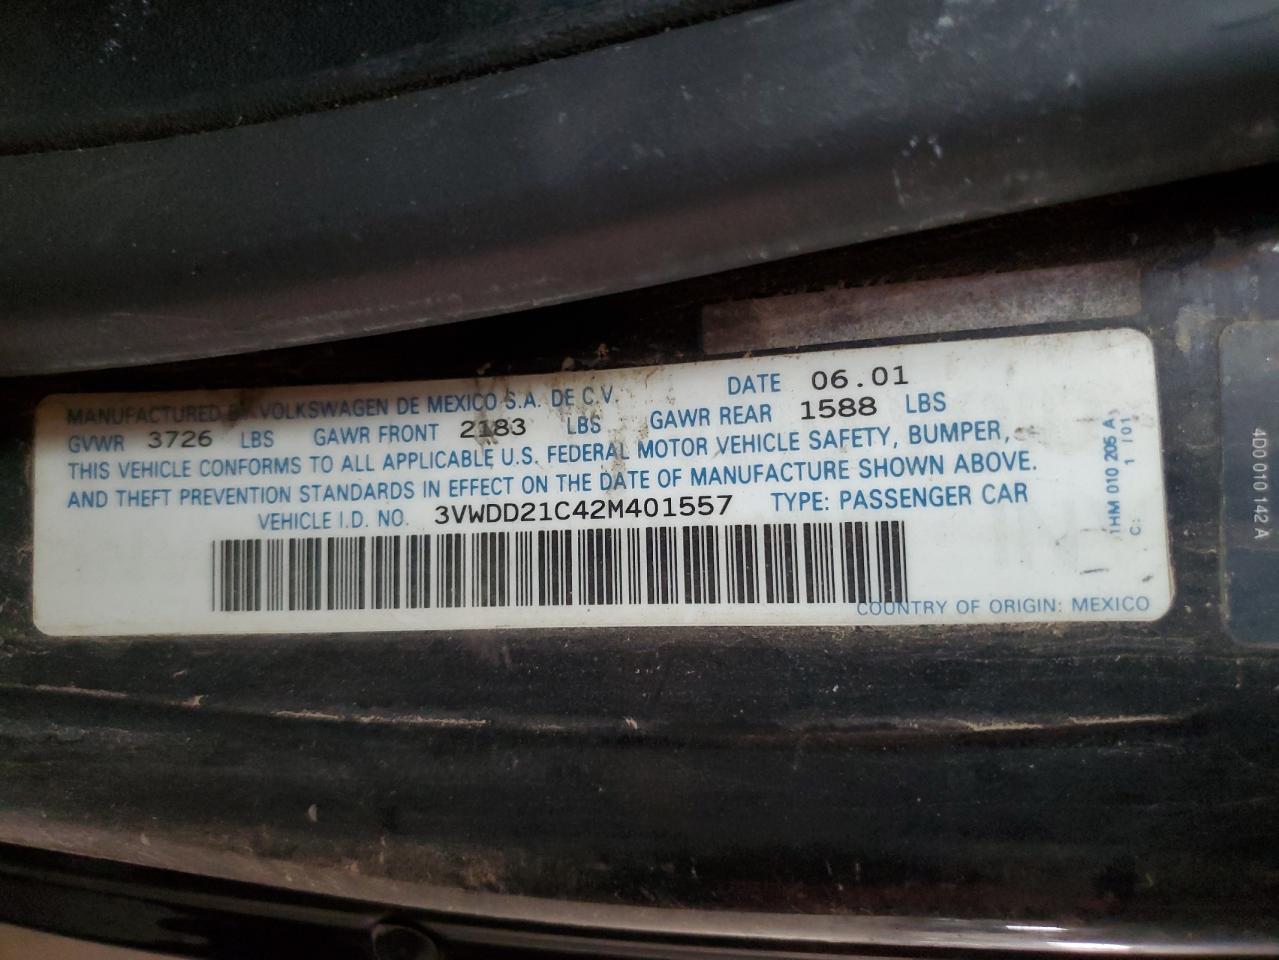 MANUFACTURED BY VOLKSWAGEN DE MEXICO S.A. DE C.V. DATE 06.01
GVWR 3726 LBS GAWR FRONT 2183 LBS GAWR REAR 1588 LBS
THIS VEHICLE CONFORMS TO ALL APPLICABLE U.S. FEDERAL MOTOR VEHICLE SAFETY, BUMPER,
AND THEFT PREVENTION STANDARDS IN EFFECT ON THE DATE OF MANUFACTURE SHOWN ABOVE.
VEHICLE I.D. NO. 3VWDD21C42M401557 TYPE: PASSENGER CAR
COUNTRY OF ORIGIN: MEXICO
1HM 010 205 A
C: 1 /01
4D0 010 142 A